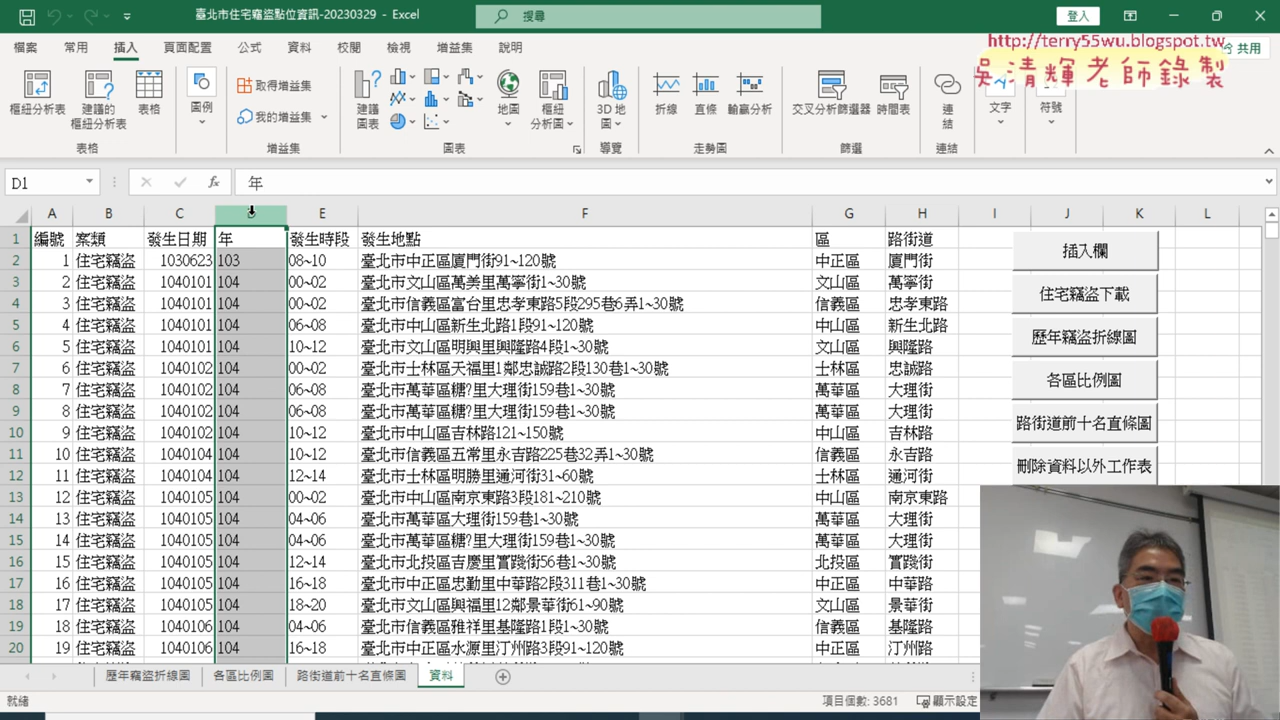 臺北市住宅竊盜點位資訊-20230329 - Excel
搜尋
登入
檔案 常用 插入 頁面配置 公式 資料 校閱 檢視 增益集 說明
共用
http://terry55wu.blogspot.tw
吳清輝老師錄製
樞紐分析表 建議的樞紐分析表 表格 圖例 取得增益集 我的增益集 建議圖表 地圖 樞紐分析圖 3D 地圖 折線 直條 輸贏分析 交叉分析篩選器 時間表 連結 文字 符號
表格 增益集 圖表 導覽 走勢圖 篩選 連結
D1 fx 年
A B C D E F G H I J K L
1 編號 案類 發生日期 年 發生時段 發生地點 區 路街道
2 1 住宅竊盜 1030623 103 08~10 臺北市中正區廈門街91~120號 中正區 廈門街
3 2 住宅竊盜 1040101 104 00~02 臺北市文山區萬美里萬寧街1~30號 文山區 萬寧街
4 3 住宅竊盜 1040101 104 00~02 臺北市信義區富台里忠孝東路5段295巷6弄1~30號 信義區 忠孝東路
5 4 住宅竊盜 1040101 104 06~08 臺北市中山區新生北路1段91~120號 中山區 新生北路
6 5 住宅竊盜 1040101 104 10~12 臺北市文山區明興里興隆路4段1~30號 文山區 興隆路
7 6 住宅竊盜 1040102 104 00~02 臺北市士林區天福里1鄰忠誠路2段130巷1~30號 士林區 忠誠路
8 7 住宅竊盜 1040102 104 06~08 臺北市萬華區糖?里大理街159巷1~30號 萬華區 大理街
9 8 住宅竊盜 1040102 104 06~08 臺北市萬華區糖?里大理街159巷1~30號 萬華區 大理街
10 9 住宅竊盜 1040102 104 10~12 臺北市中山區吉林路121~150號 中山區 吉林路
11 10 住宅竊盜 1040104 104 10~12 臺北市信義區五常里永吉路225巷32弄1~30號 信義區 永吉路
12 11 住宅竊盜 1040104 104 12~14 臺北市士林區明勝里通河街31~60號 士林區 通河街
13 12 住宅竊盜 1040105 104 00~02 臺北市中山區南京東路3段181~210號 中山區 南京東路
14 13 住宅竊盜 1040105 104 04~06 臺北市萬華區大理街159巷1~30號 萬華區 大理街
15 14 住宅竊盜 1040105 104 04~06 臺北市萬華區糖?里大理街159巷1~30號 萬華區 大理街
16 15 住宅竊盜 1040105 104 12~14 臺北市北投區吉慶里實踐街56巷1~30號 北投區 實踐街
17 16 住宅竊盜 1040105 104 16~18 臺北市中正區忠勤里中華路2段311巷1~30號 中正區 中華路
18 17 住宅竊盜 1040105 104 18~20 臺北市文山區興福里12鄰景華街61~90號 文山區 景華街
19 18 住宅竊盜 1040106 104 04~06 臺北市信義區雅祥里基隆路1段1~30號 信義區 基隆路
20 19 住宅竊盜 1040106 104 16~18 臺北市中正區水源里汀州路3段91~120號 中正區 汀州路
插入欄
住宅竊盜下載
歷年竊盜折線圖
各區比例圖
路街道前十名直條圖
刪除資料以外工作表
歷年竊盜折線圖 各區比例圖 路街道前十名直條圖 資料
就緒 項目個數: 3681 顯示設定